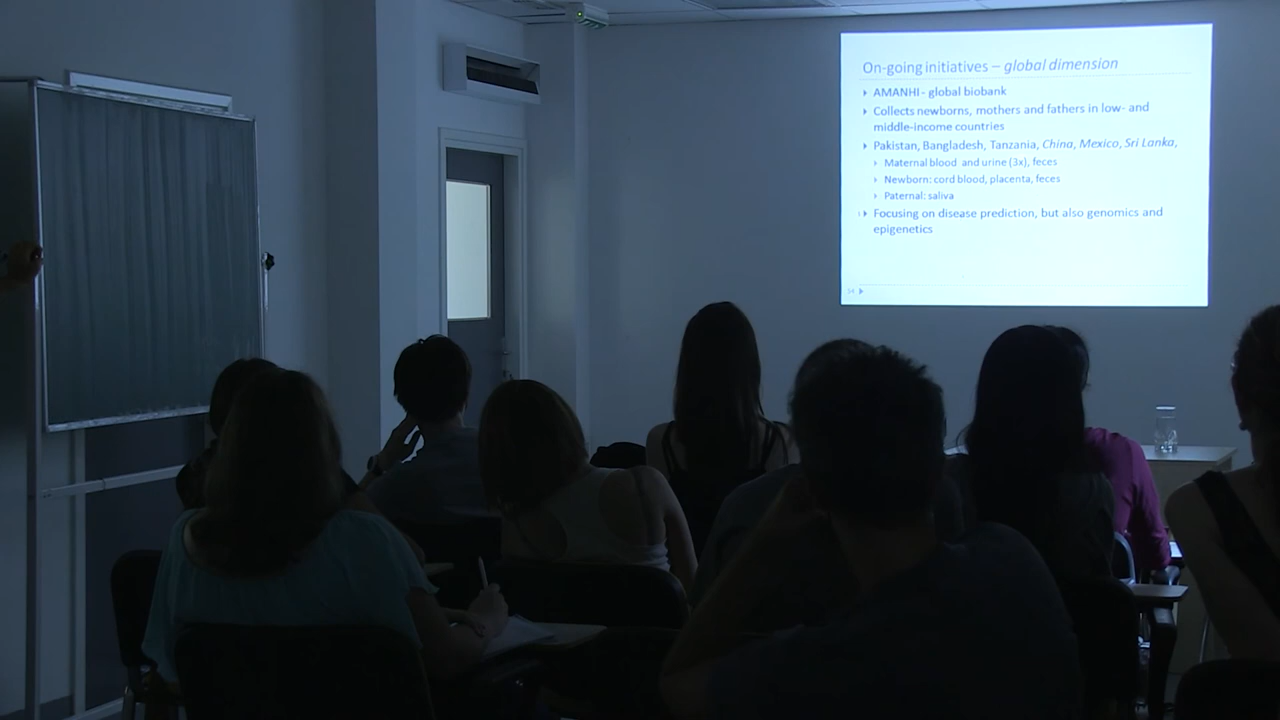 On-going initiatives – global dimension
AMANHI - global biobank
Collects newborns, mothers and fathers in low- and
middle-income countries
Pakistan, Bangladesh, Tanzania, China, Mexico, Sri Lanka,
Maternal blood and urine (3x), feces
Newborn: cord blood, placenta, feces
Paternal: saliva
Focusing on disease prediction, but also genomics and
epigenetics
54